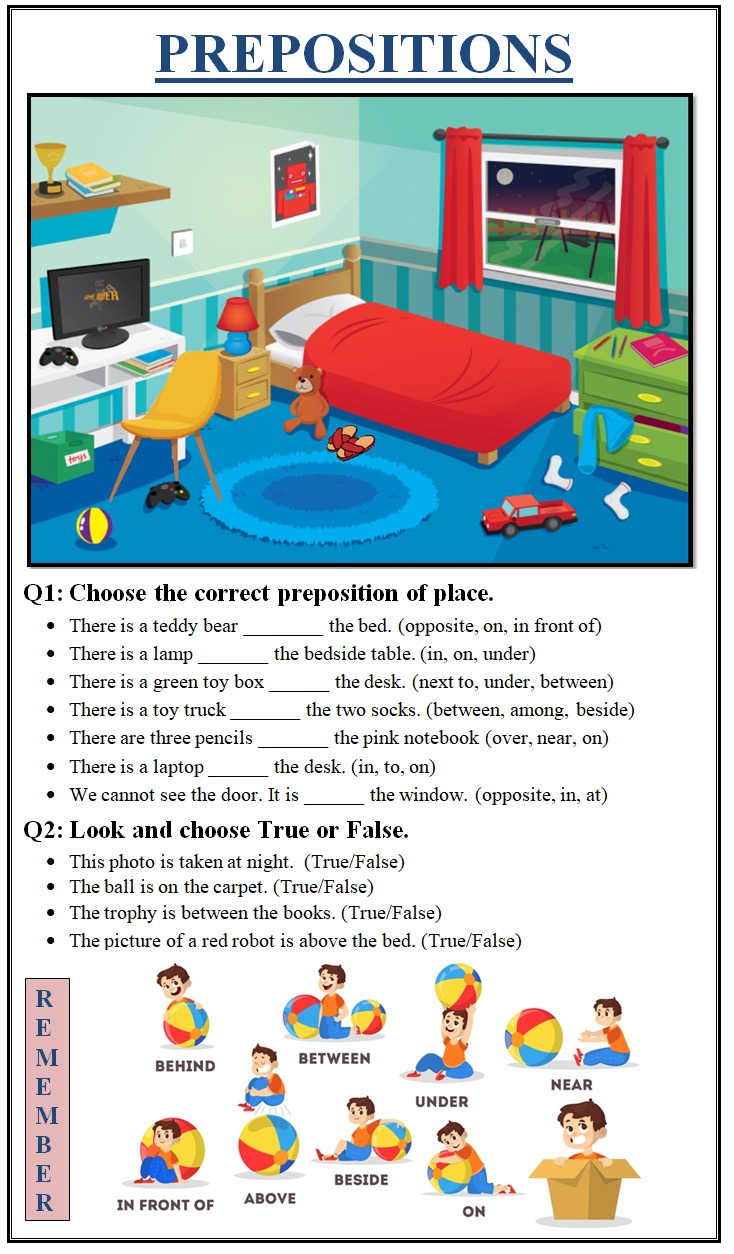 PREPOSITIONS
toys
Q1: Choose the correct preposition of place.
• There is a teddy bear ________ the bed. (opposite, on, in front of)
• There is a lamp _______ the bedside table. (in, on, under)
• There is a green toy box ______ the desk. (next to, under, between)
• There is a toy truck _______ the two socks. (between, among, beside)
• There are three pencils _______ the pink notebook (over, near, on)
• There is a laptop ______ the desk. (in, to, on)
• We cannot see the door. It is ______ the window. (opposite, in, at)
Q2: Look and choose True or False.
• This photo is taken at night. (True/False)
• The ball is on the carpet. (True/False)
• The trophy is between the books. (True/False)
• The picture of a red robot is above the bed. (True/False)
REMEMBER
BEHIND
BETWEEN
UNDER
NEAR
IN FRONT OF
ABOVE
BESIDE
ON